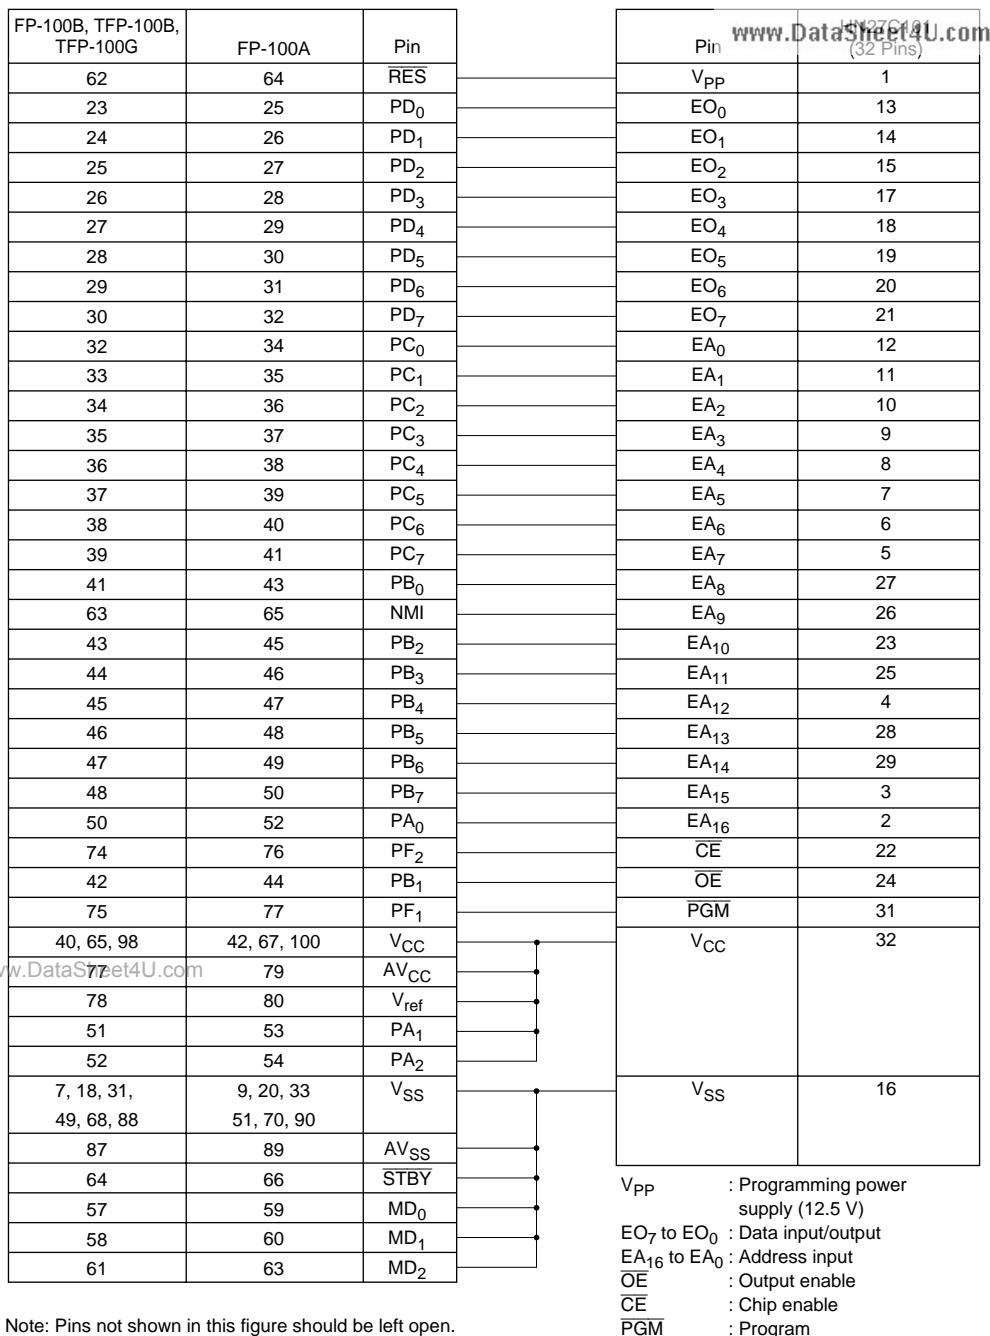 FP-100B, TFP-100B,
TFP-100G FP-100A Pin
62 64 RES
23 25 PD0
24 26 PD1
25 27 PD2
26 28 PD3
27 29 PD4
28 30 PD5
29 31 PD6
30 32 PD7
32 34 PC0
33 35 PC1
34 36 PC2
35 37 PC3
36 38 PC4
37 39 PC5
38 40 PC6
39 41 PC7
41 43 PB0
63 65 NMI
43 45 PB2
44 46 PB3
45 47 PB4
46 48 PB5
47 49 PB6
48 50 PB7
50 52 PA0
74 76 PF2
42 44 PB1
75 77 PF1
40, 65, 98 42, 67, 100 VCC
77 79 AVCC
78 80 Vref
51 53 PA1
52 54 PA2
7, 18, 31, 9, 20, 33 VSS
49, 68, 88 51, 70, 90
87 89 AVSS
64 66 STBY
57 59 MD0
58 60 MD1
61 63 MD2
w.DataSheet4U.com
Note: Pins not shown in this figure should be left open.
www.DataSheet4U.com
HN27C101
Pin (32 Pins)
VPP 1
EO0 13
EO1 14
EO2 15
EO3 17
EO4 18
EO5 19
EO6 20
EO7 21
EA0 12
EA1 11
EA2 10
EA3 9
EA4 8
EA5 7
EA6 6
EA7 5
EA8 27
EA9 26
EA10 23
EA11 25
EA12 4
EA13 28
EA14 29
EA15 3
EA16 2
CE 22
OE 24
PGM 31
VCC 32
VSS 16
VPP : Programming power
supply (12.5 V)
EO7 to EO0 : Data input/output
EA16 to EA0 : Address input
OE : Output enable
CE : Chip enable
PGM : Program